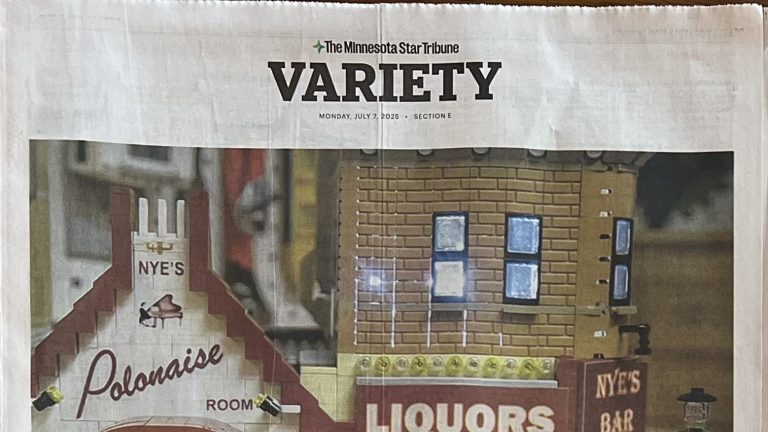 The Minnesota Star Tribune
VARIETY
MONDAY, JULY 7, 2025 • SECTION E
NYE'S
Polonaise
ROOM
LIQUORS
NYE'S
BAR